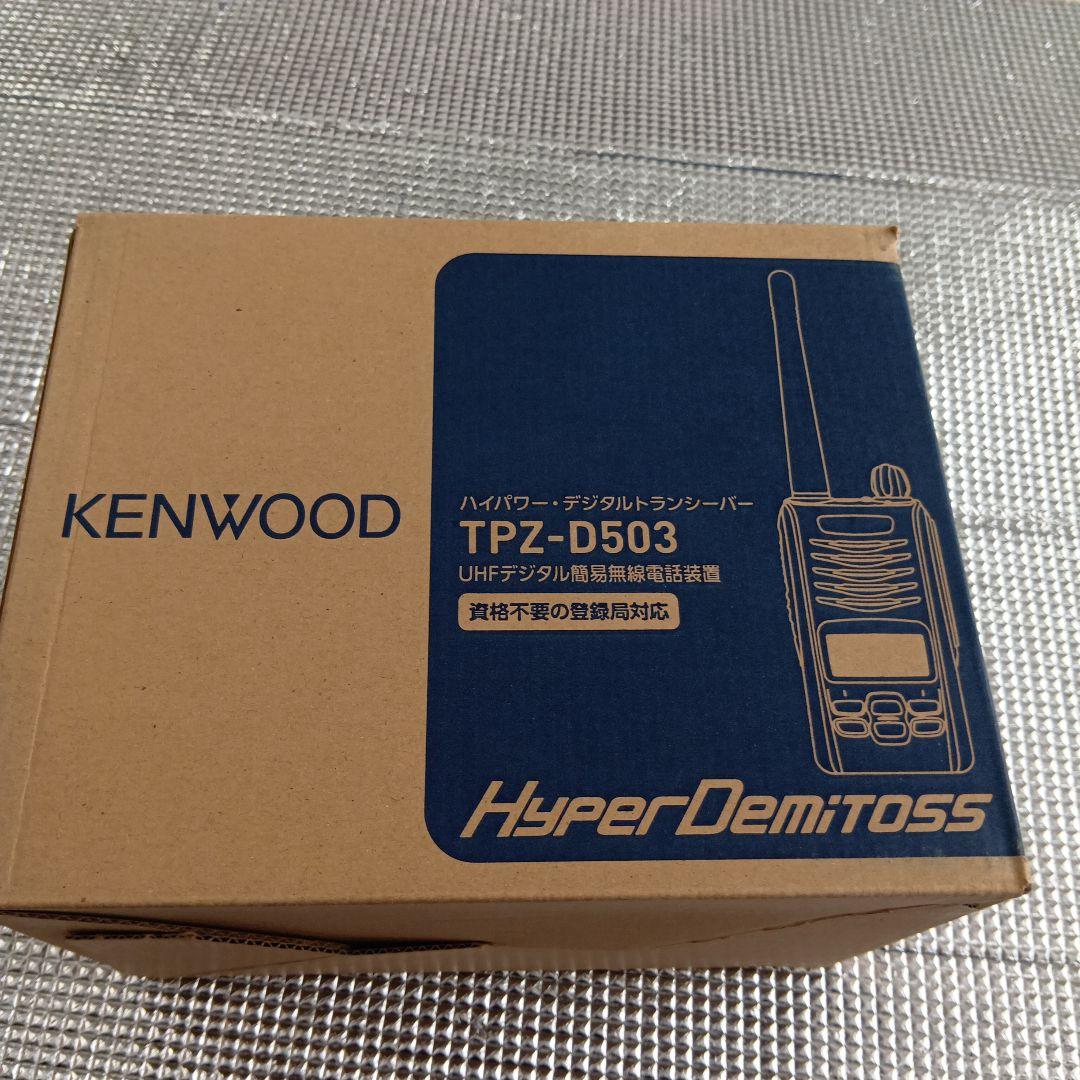 KENWOOD
ハイパワー・デジタルトランシーバー
TPZ-D503
UHFデジタル簡易無線電話装置
資格不要の登録局対応
HyperDemitoss